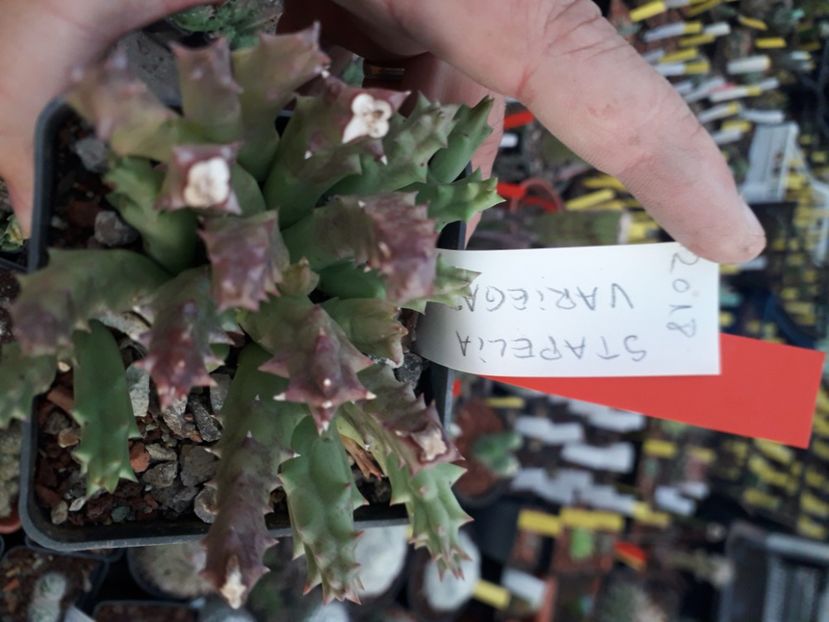 STAPELIA
VARiEGA
2018